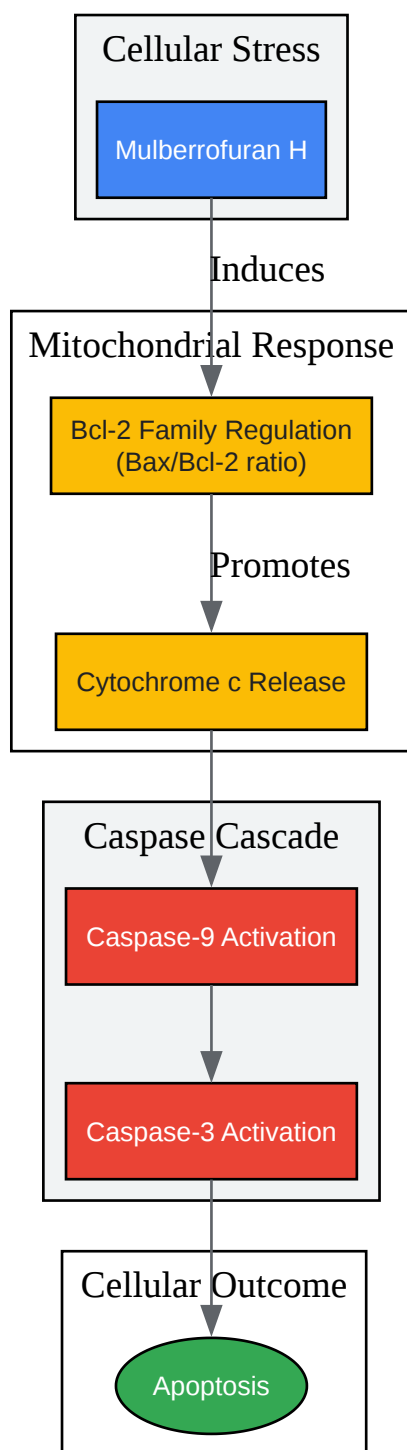 Cellular Stress
Mulberrofuran H
Induces
Mitochondrial Response
Bcl-2 Family Regulation
(Bax/Bcl-2 ratio)
Promotes
Cytochrome c Release
Caspase Cascade
Caspase-9 Activation
Caspase-3 Activation
Cellular Outcome
Apoptosis